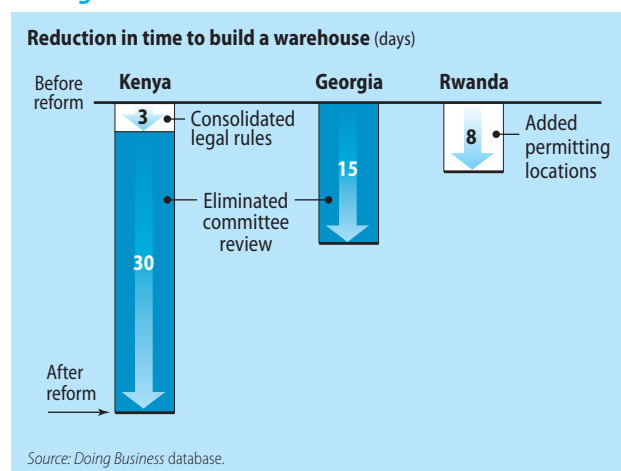 Reduction in time to build a warehouse (days)
Before
reform
Kenya
Georgia
Rwanda
3
Consolidated
legal rules
8
Added
permitting
locations
15
Eliminated
committee
review
30
After
reform
Source: Doing Business database.